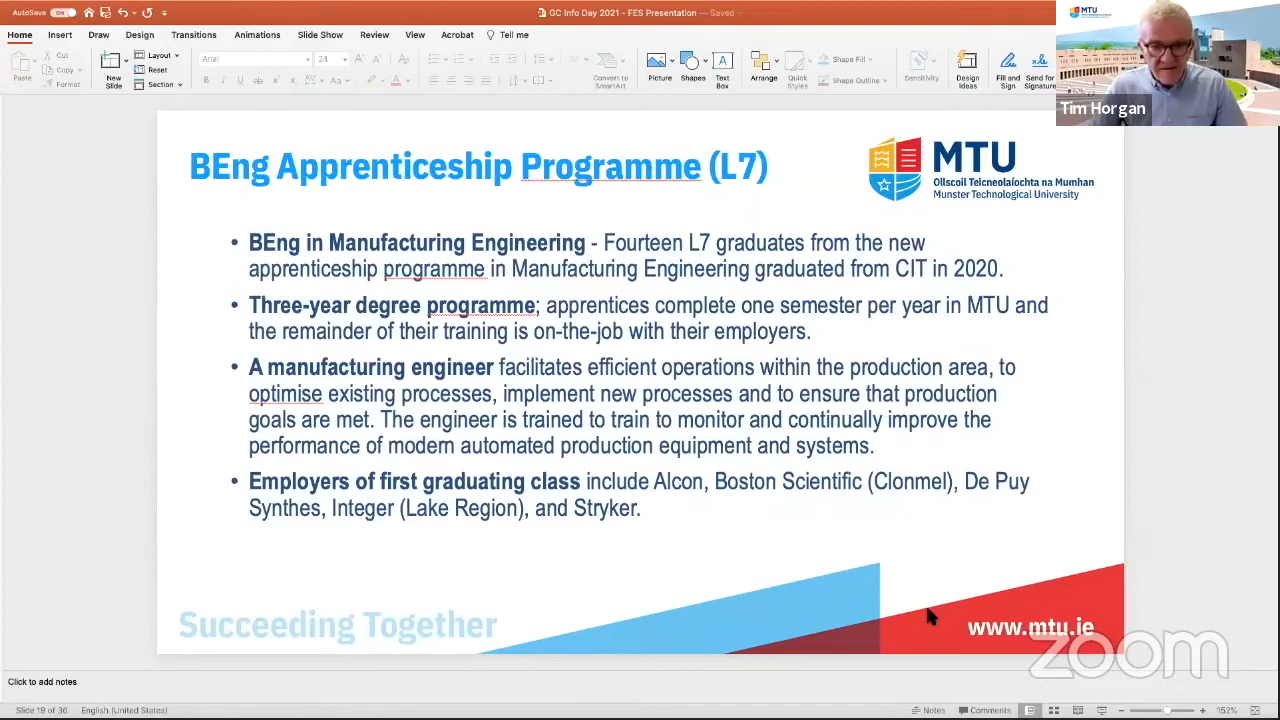 AutoSave ON
GC Info Day 2021 - FES Presentation — Saved
Home Insert Draw Design Transitions Animations Slide Show Review View Acrobat Tell me
Paste
Cut
Copy
Format
New
Slide
Layout
Reset
Section
Arial 24
Convert to
SmartArt
Picture
Shapes
Text
Box
Arrange
Quick
Styles
Shape Fill
Shape Outline
Sensitivity
Design
Ideas
Fill and
Sign
Send for
Signature
MTU
Tim Horgan
BEng Apprenticeship Programme (L7)
MTU
Ollscoil Teicneolaíochta na Mumhan
Munster Technological University
• BEng in Manufacturing Engineering - Fourteen L7 graduates from the new
apprenticeship programme in Manufacturing Engineering graduated from CIT in 2020.
• Three-year degree programme; apprentices complete one semester per year in MTU and
the remainder of their training is on-the-job with their employers.
• A manufacturing engineer facilitates efficient operations within the production area, to
optimise existing processes, implement new processes and to ensure that production
goals are met. The engineer is trained to train to monitor and continually improve the
performance of modern automated production equipment and systems.
• Employers of first graduating class include Alcon, Boston Scientific (Clonmel), De Puy
Synthes, Integer (Lake Region), and Stryker.
Succeeding Together
www.mtu.ie
zoom
Click to add notes
Slide 19 of 36 English (United States) Notes Comments 152%